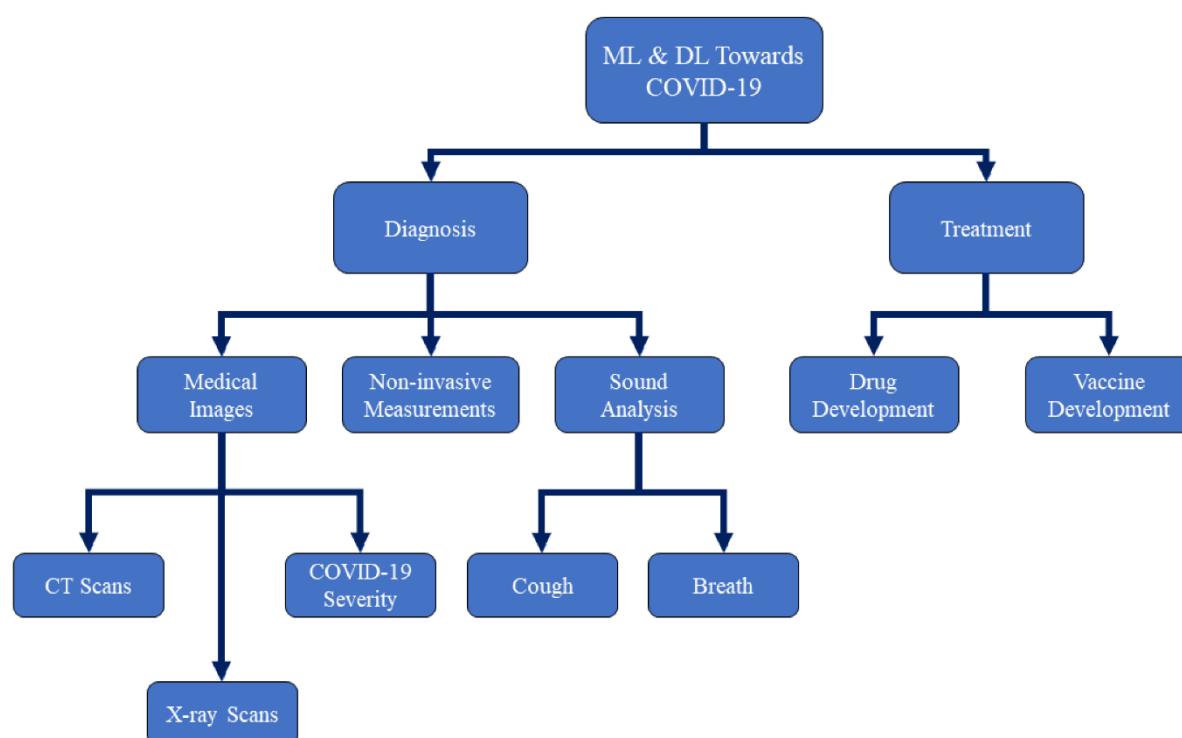 ML & DL Towards
COVID-19
Diagnosis
Treatment
Medical
Images
Non-invasive
Measurements
Sound
Analysis
Drug
Development
Vaccine
Development
CT Scans
COVID-19
Severity
Cough
Breath
X-ray Scans